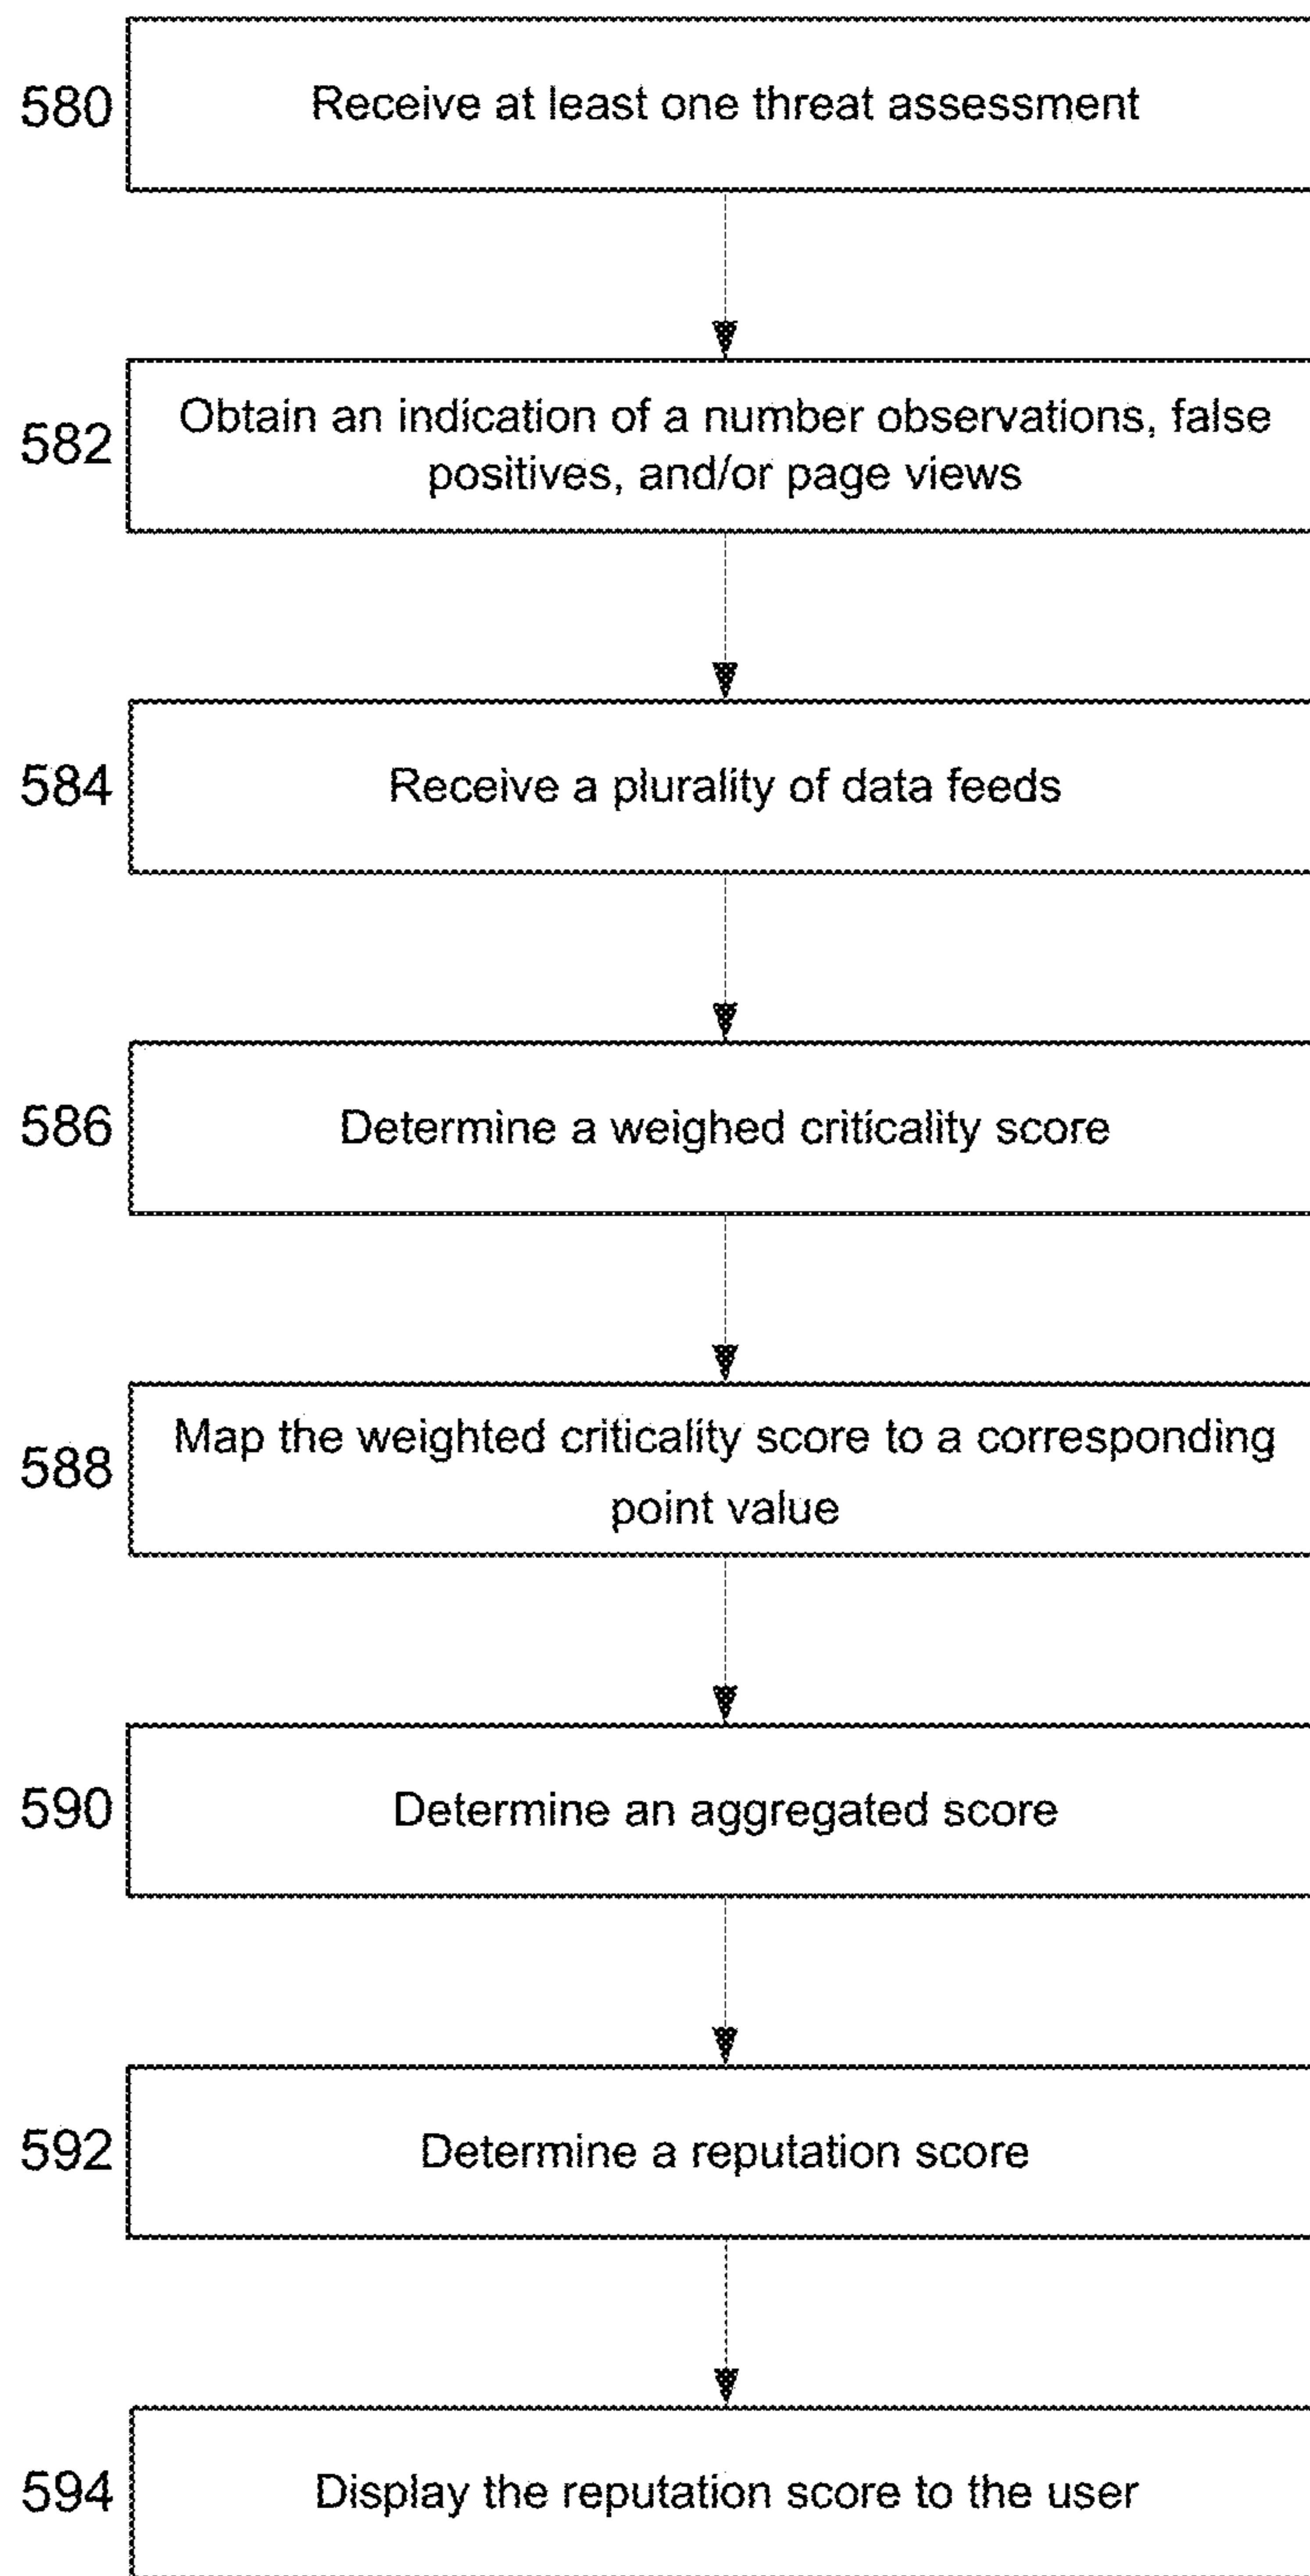 580
Receive at least one threat assessment
582
Obtain an indication of a number observations, false
positives, and/or page views
584
Receive a plurality of data feeds
586
Determine a weighed criticality score
588
Map the weighted criticality score to a corresponding
point value
590
Determine an aggregated score
592
Determine a reputation score
594
Display the reputation score to the user